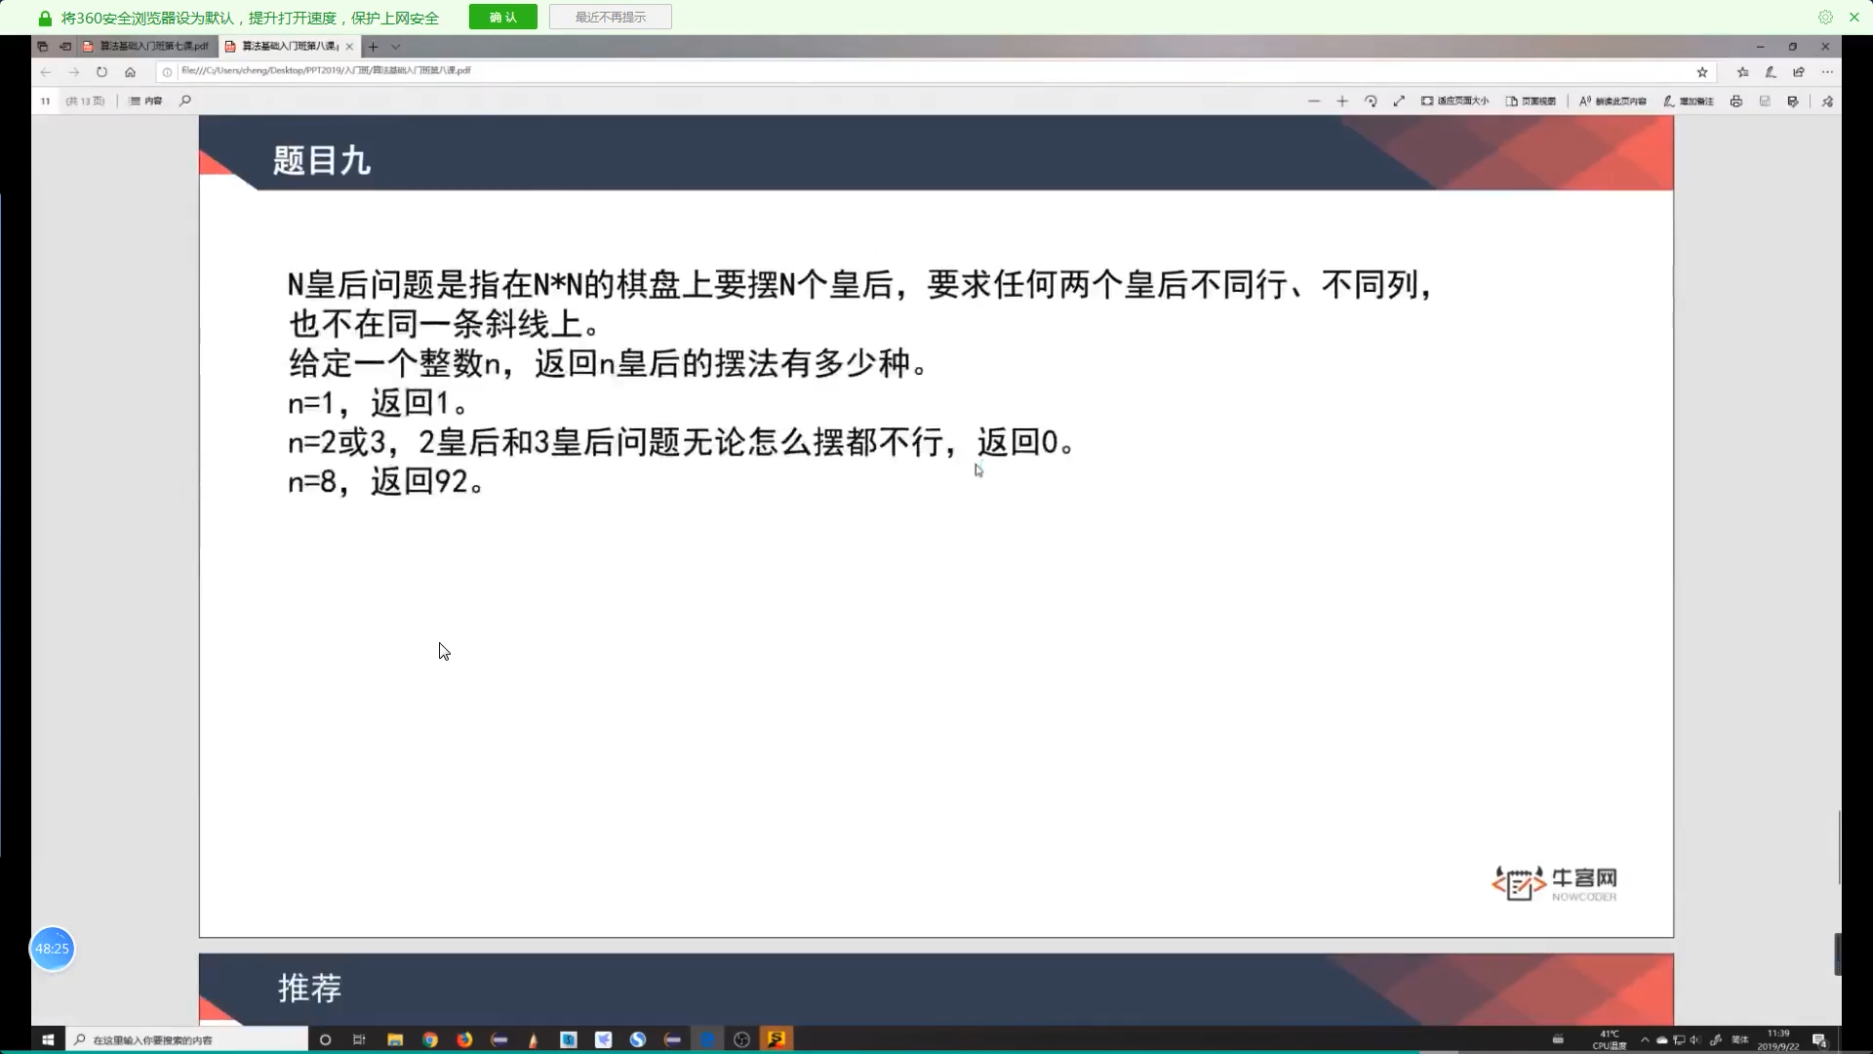 将360安全浏览器设为默认，提升打开速度，保护上网安全 确认 最近不再提示
算法基础入门班第七课.pdf 算法基础入门班第八课.
file:///C:/Users/cheng/Desktop/PPT2019/入门班/算法基础入门班第八课.pdf
11 (共 13 页) 内容 适应页面大小 页面视图 朗读此页内容 增加备注
题目九
N皇后问题是指在N*N的棋盘上要摆N个皇后，要求任何两个皇后不同行、不同列，
也不在同一条斜线上。
给定一个整数n，返回n皇后的摆法有多少种。
n=1，返回1。
n=2或3，2皇后和3皇后问题无论怎么摆都不行，返回0。
n=8，返回92。
牛客网
NOWCODER
48:25
推荐
在这里输入你要搜索的内容
41℃
CPU温度
简体
11:39
2019/9/22